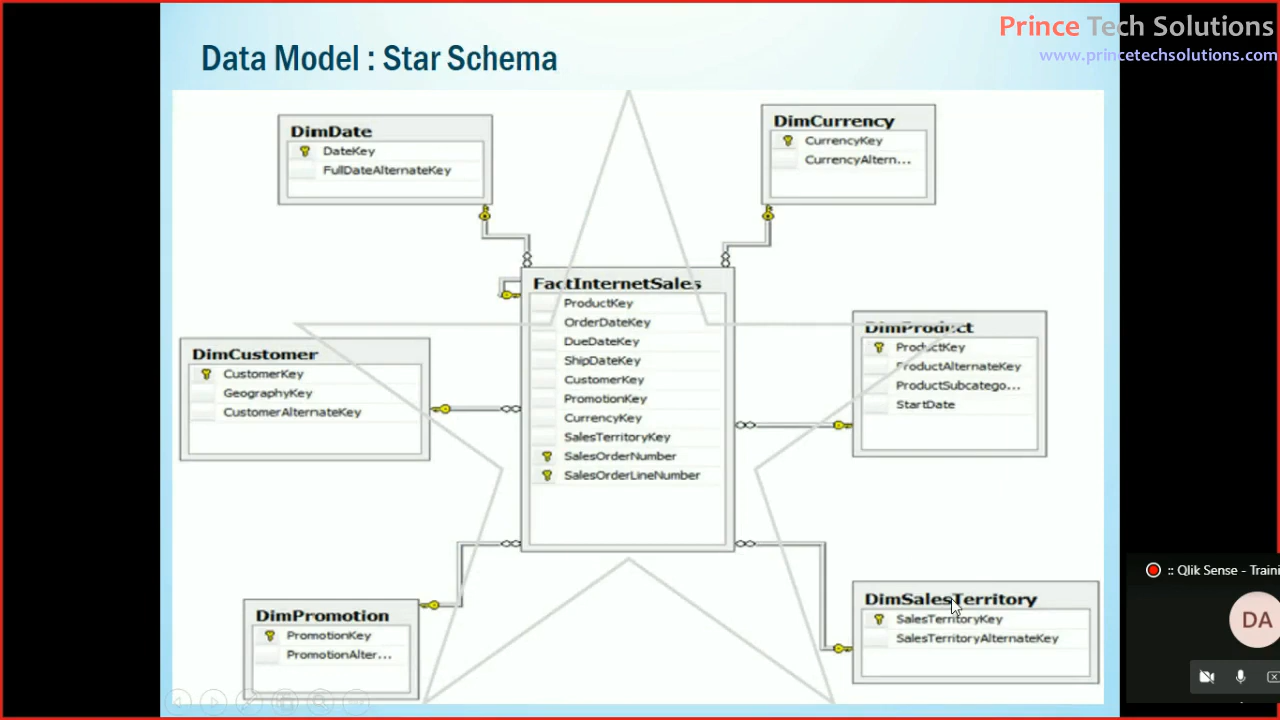 Prince Tech Solutions
www.princetechsolutions.com
Data Model : Star Schema
DimDate
DateKey
FullDateAlternateKey
DimCurrency
CurrencyKey
CurrencyAltern...
FactInternetSales
ProductKey
OrderDateKey
DueDateKey
ShipDateKey
CustomerKey
PromotionKey
CurrencyKey
SalesTerritoryKey
SalesOrderNumber
SalesOrderLineNumber
DimCustomer
CustomerKey
GeographyKey
CustomerAlternateKey
DimProduct
ProductKey
ProductAlternateKey
ProductSubcatego...
StartDate
DimPromotion
PromotionKey
PromotionAlter...
DimSalesTerritory
SalesTerritoryKey
SalesTerritoryAlternateKey
:: Qlik Sense - Traini
DA